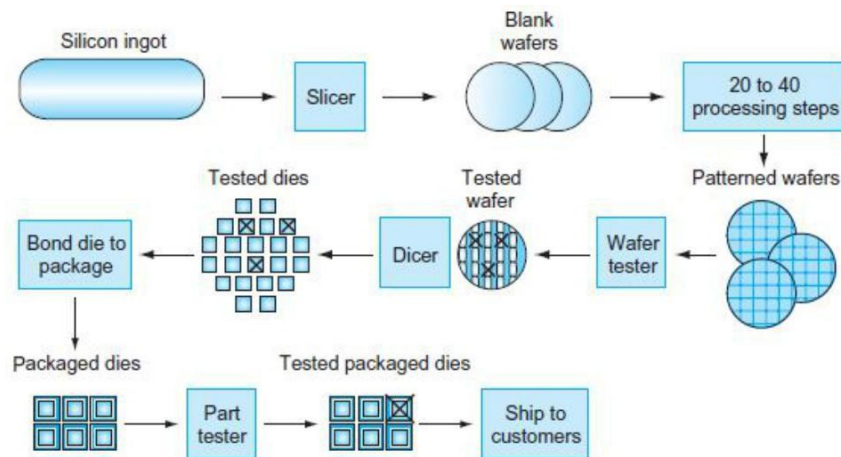 Silicon ingot
Slicer
Blank
wafers
20 to 40
processing steps
Patterned wafers
Wafer
tester
Tested
wafer
Dicer
Tested dies
Bond die to
package
Packaged dies
Part
tester
Tested packaged dies
Ship to
customers